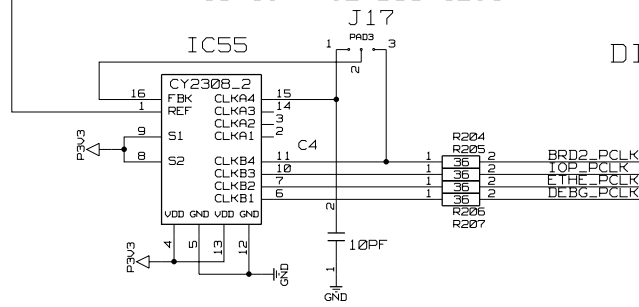 J17
1 PAD3 3
IC55
2
DI
CY2308_2
16 FBK CLKA4 15
1 REF CLKA3 14
CLKA2 3
9 S1 CLKA1 2
P3V3
C4
R204
R205
8 S2 CLKB4 11 1 36 2 BRD2_PCLK
CLKB3 10 1 36 2 IOP_PCLK
CLKB2 7 1 36 2 ETHE_PCLK
CLKB1 6 1 36 2 DEBG_PCLK
R206
R207
VDD GND VDD GND
4 5 13 12
2
10PF
1
P3V3
GND
GND